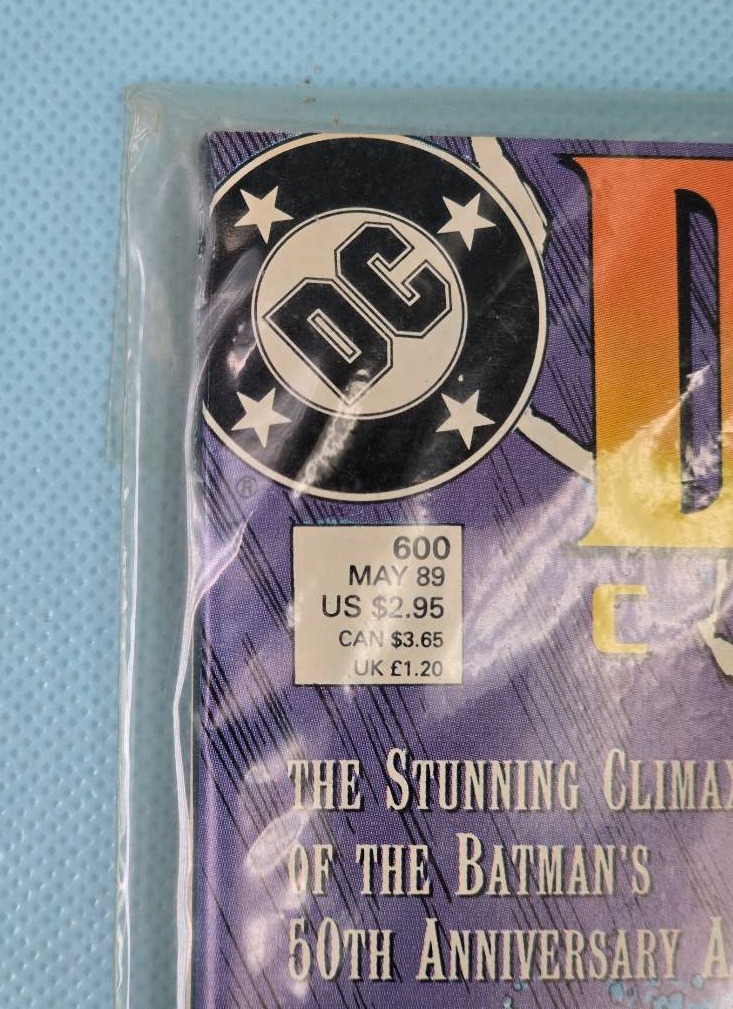 DC
D
®
600
MAY 89
US $2.95
CAN $3.65
UK £1.20
C
THE STUNNING CLIMAX
OF THE BATMAN'S
50TH ANNIVERSARY A